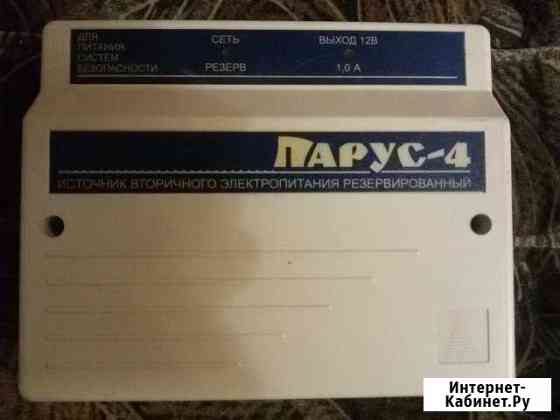 ДЛЯ
ПИТАНИЯ
СИСТЕМ
БЕЗОПАСНОСТИ
СЕТЬ
РЕЗЕРВ
ВЫХОД 12В
1,0 А
ПАРУС-4
ИСТОЧНИК ВТОРИЧНОГО ЭЛЕКТРОПИТАНИЯ РЕЗЕРВИРОВАННЫЙ
Интернет-
Кабинет.Ру